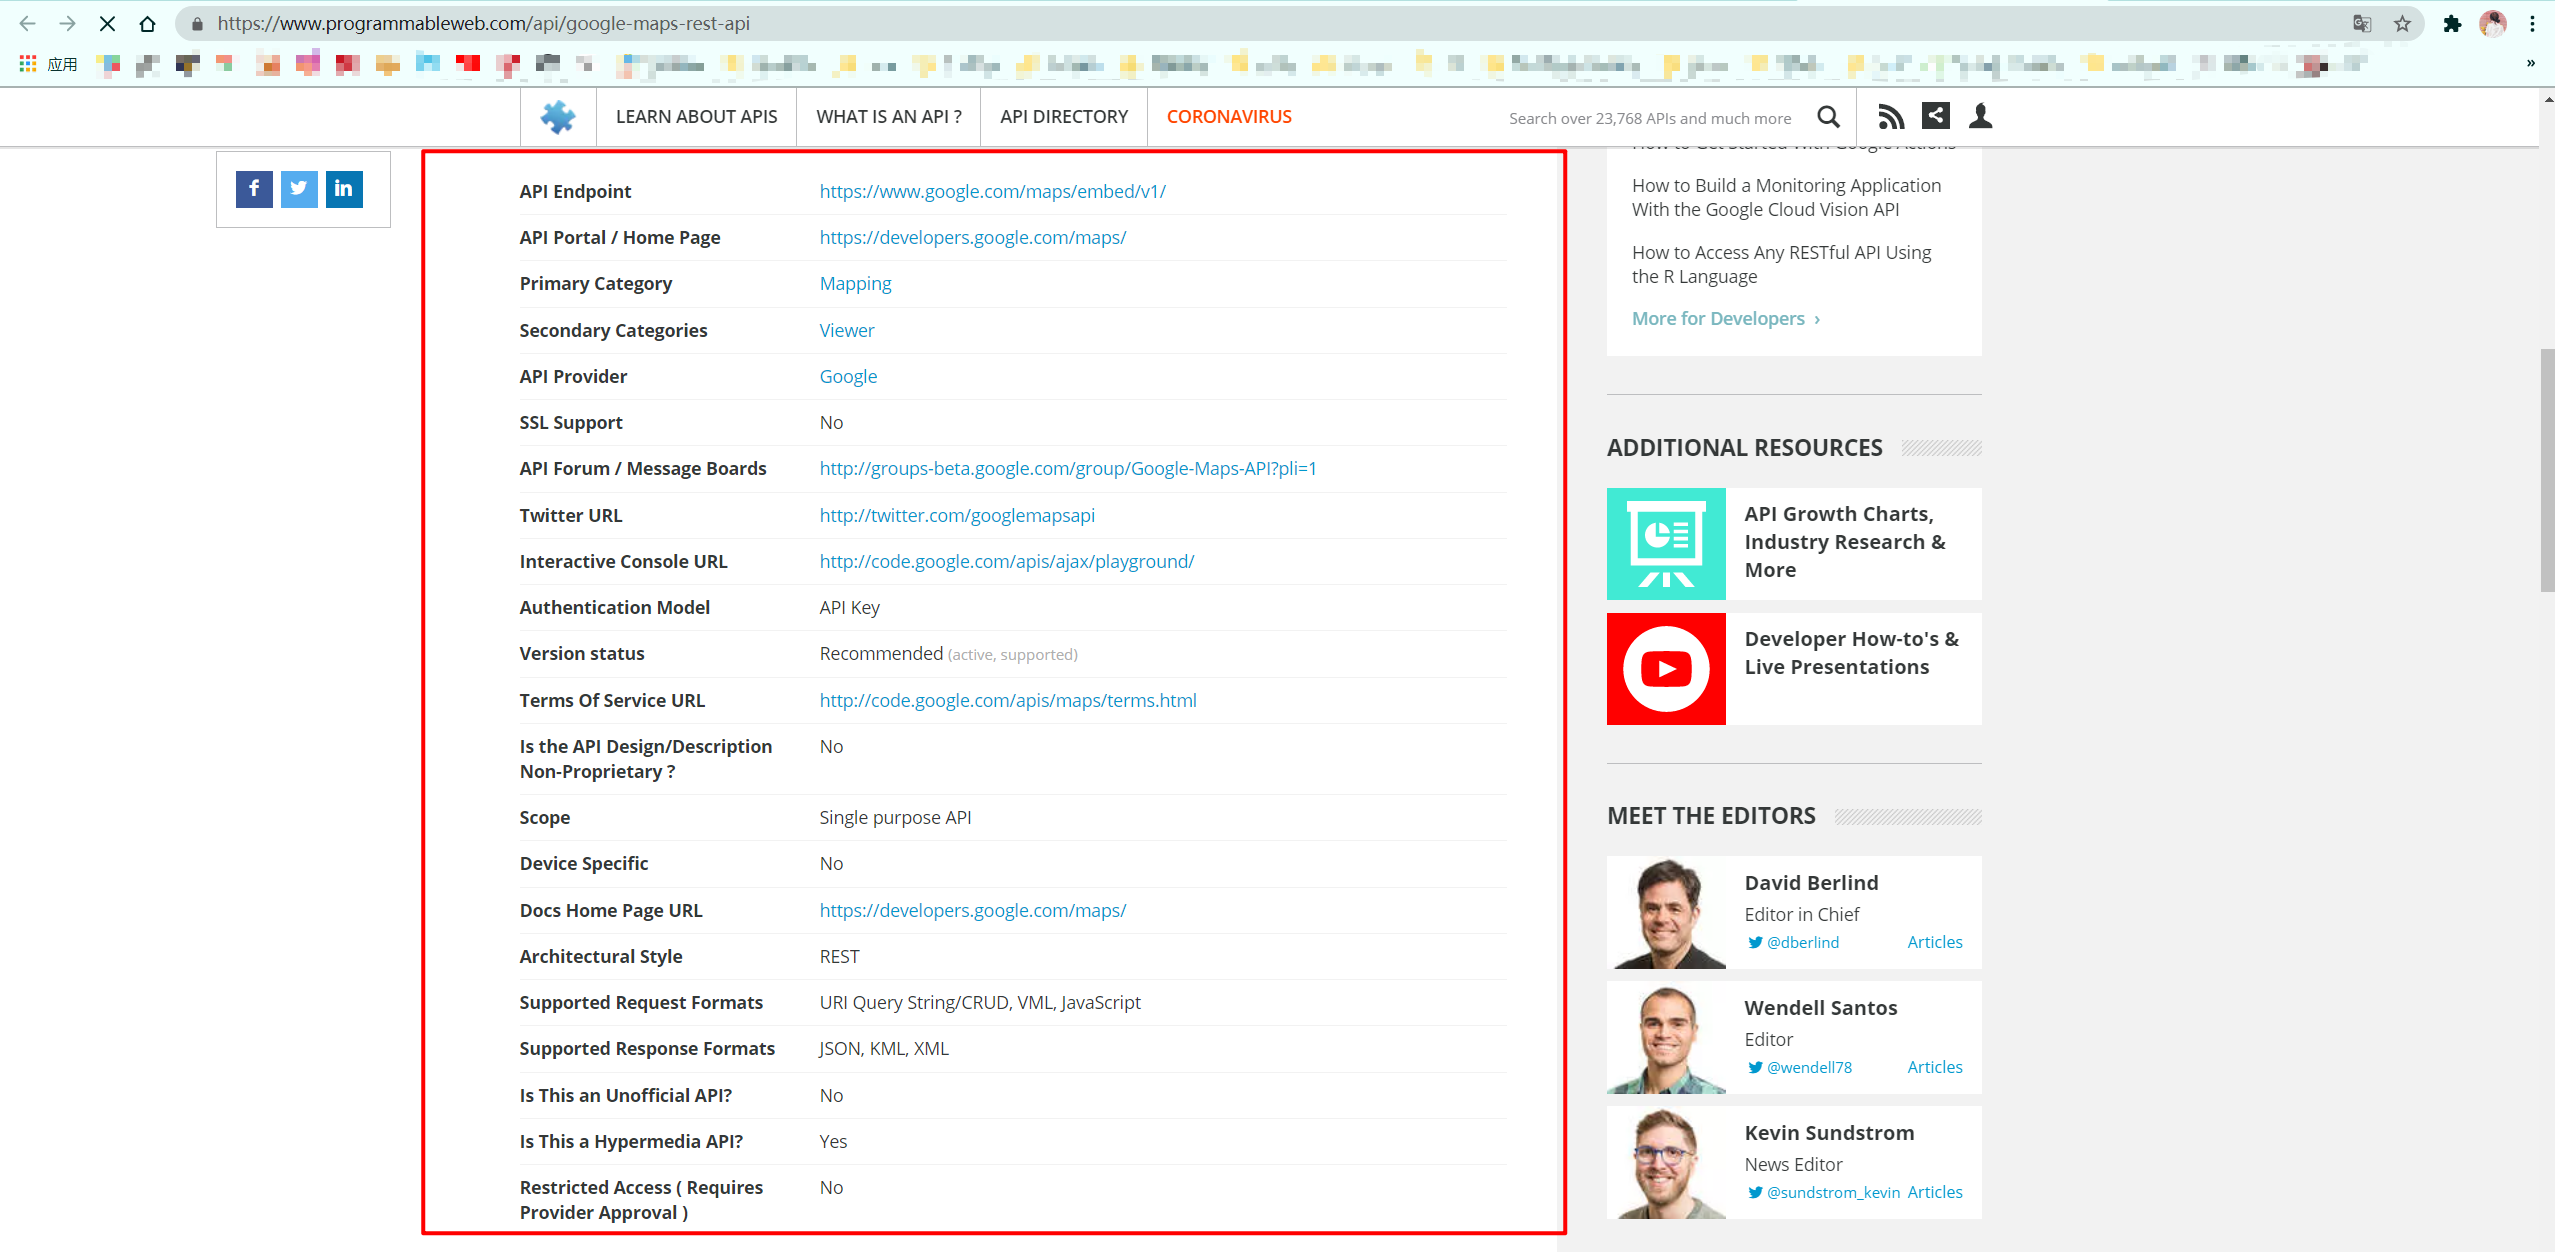 https://www.programmableweb.com/api/google-maps-rest-api
应用
»
LEARN ABOUT APIS
WHAT IS AN API ?
API DIRECTORY
CORONAVIRUS
Search over 23,768 APIs and much more
API Endpoint https://www.google.com/maps/embed/v1/
API Portal / Home Page https://developers.google.com/maps/
Primary Category Mapping
Secondary Categories Viewer
API Provider Google
SSL Support No
API Forum / Message Boards http://groups-beta.google.com/group/Google-Maps-API?pli=1
Twitter URL http://twitter.com/googlemapsapi
Interactive Console URL http://code.google.com/apis/ajax/playground/
Authentication Model API Key
Version status Recommended (active, supported)
Terms Of Service URL http://code.google.com/apis/maps/terms.html
Is the API Design/Description No
Non-Proprietary ?
Scope Single purpose API
Device Specific No
Docs Home Page URL https://developers.google.com/maps/
Architectural Style REST
Supported Request Formats URI Query String/CRUD, VML, JavaScript
Supported Response Formats JSON, KML, XML
Is This an Unofficial API? No
Is This a Hypermedia API? Yes
Restricted Access ( Requires No
Provider Approval )
How to Get Started With Google Actions
How to Build a Monitoring Application
With the Google Cloud Vision API
How to Access Any RESTful API Using
the R Language
More for Developers ›
ADDITIONAL RESOURCES
API Growth Charts,
Industry Research &
More
Developer How-to's &
Live Presentations
MEET THE EDITORS
David Berlind
Editor in Chief
@dberlind Articles
Wendell Santos
Editor
@wendell78 Articles
Kevin Sundstrom
News Editor
@sundstrom_kevin Articles